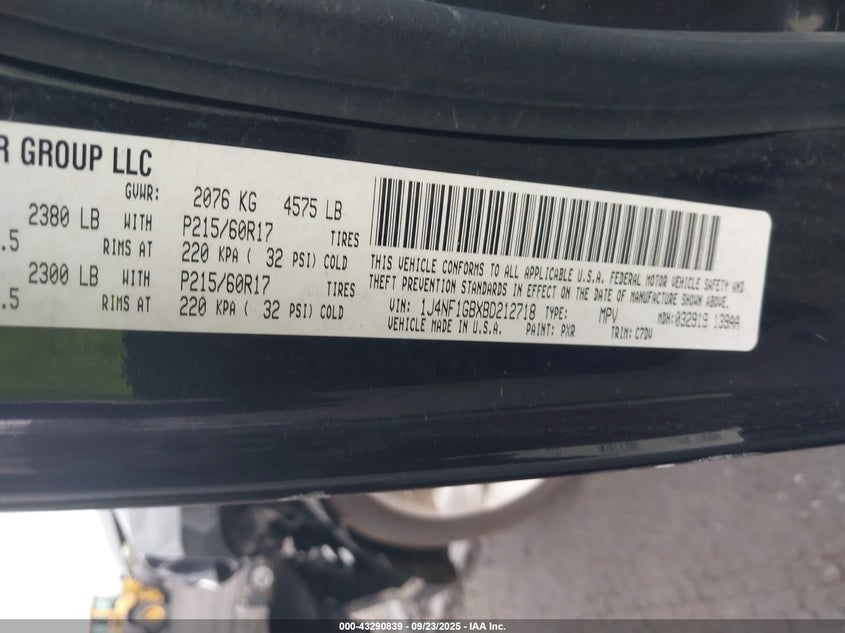 R GROUP LLC
GVWR: 2076 KG 4575 LB
2380 LB WITH P215/60R17 TIRES
.5 RIMS AT 220 KPA ( 32 PSI) COLD
2300 LB WITH P215/60R17 TIRES
.5 RIMS AT 220 KPA ( 32 PSI) COLD
THIS VEHICLE CONFORMS TO ALL APPLICABLE U.S.A. FEDERAL MOTOR VEHICLE SAFETY AND
THEFT PREVENTION STANDARDS IN EFFECT ON THE DATE OF MANUFACTURE SHOWN ABOVE.
VIN: 1J4NF1GBXBD212718 TYPE: MPV MDH:032919 139AA
VEHICLE MADE IN U.S.A. PAINT: PXR TRIM: C7DV
000-43290839 - 09/23/2025 - IAA Inc.